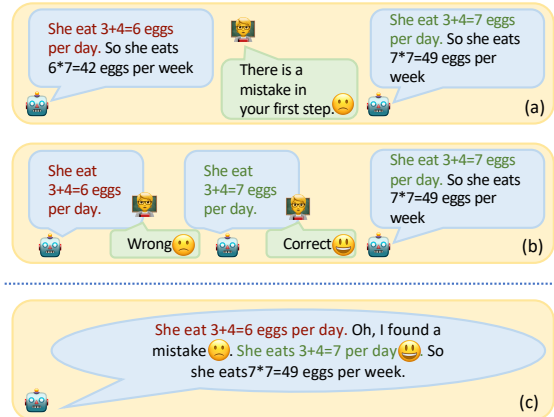 She eat 3+4=6 eggs
per day. So she eats
6*7=42 eggs per week
There is a
mistake in
your first step.
She eat 3+4=7 eggs
per day. So she eats
7*7=49 eggs per
week
(a)
She eat
3+4=6 eggs
per day.
Wrong
She eat
3+4=7 eggs
per day.
Correct
She eat 3+4=7 eggs
per day. So she eats
7*7=49 eggs per
week
(b)
She eat 3+4=6 eggs per day. Oh, I found a
mistake. She eats 3+4=7 per day. So
she eats7*7=49 eggs per week.
(c)